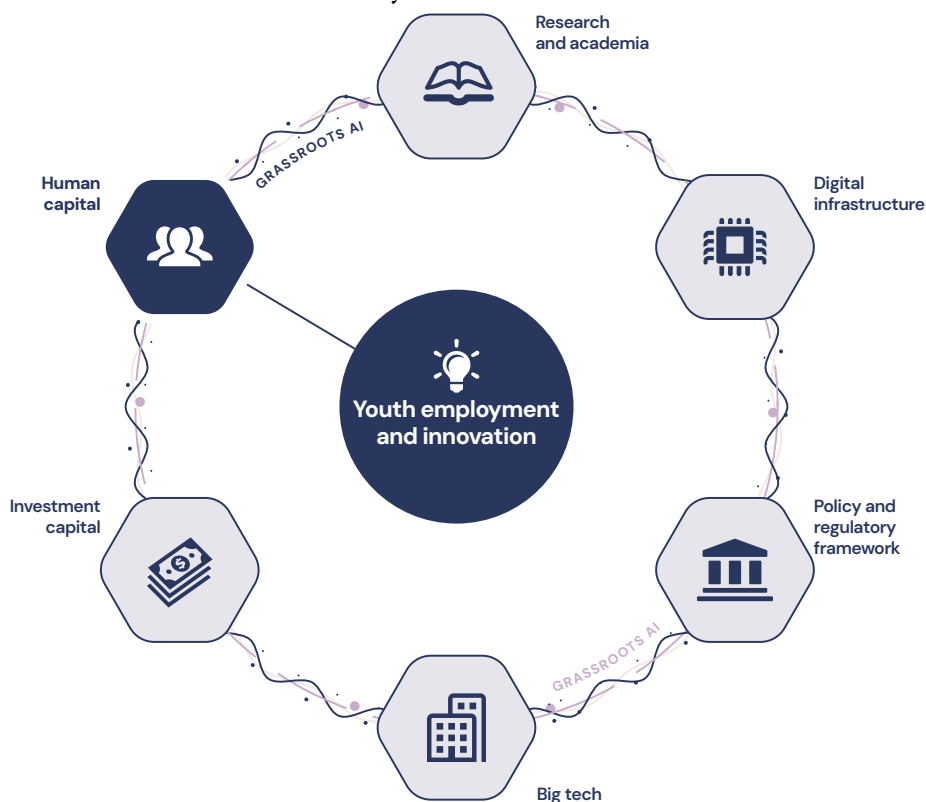 Research
and academia
GRASSROOTS AI
Human
capital
Digital
infrastructure
Youth employment
and innovation
Investment
capital
Policy and
regulatory
framework
GRASSROOTS AI
Big tech